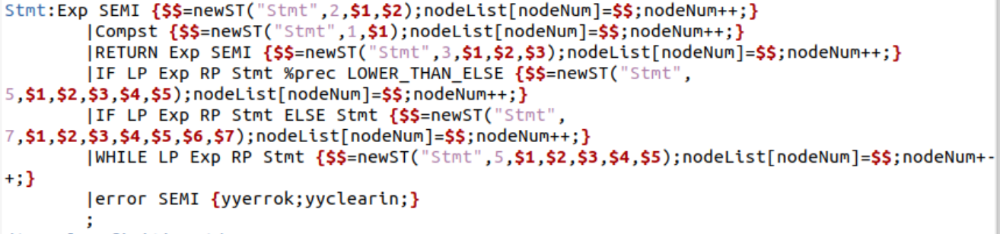 Stmt:Exp SEMI {$$=newST("Stmt",2,$1,$2);nodeList[nodeNum]=$$;nodeNum++;}
|Compst {$$=newST("Stmt",1,$1);nodeList[nodeNum]=$$;nodeNum++;}
|RETURN Exp SEMI {$$=newST("Stmt",3,$1,$2,$3);nodeList[nodeNum]=$$;nodeNum++;}
|IF LP Exp RP Stmt %prec LOWER_THAN_ELSE {$$=newST("Stmt",
5,$1,$2,$3,$4,$5);nodeList[nodeNum]=$$;nodeNum++;}
|IF LP Exp RP Stmt ELSE Stmt {$$=newST("Stmt",
7,$1,$2,$3,$4,$5,$6,$7);nodeList[nodeNum]=$$;nodeNum++;}
|WHILE LP Exp RP Stmt {$$=newST("Stmt",5,$1,$2,$3,$4,$5);nodeList[nodeNum]=$$;nodeNum+-
+;}
|error SEMI {yyerrok;yyclearin;}
;